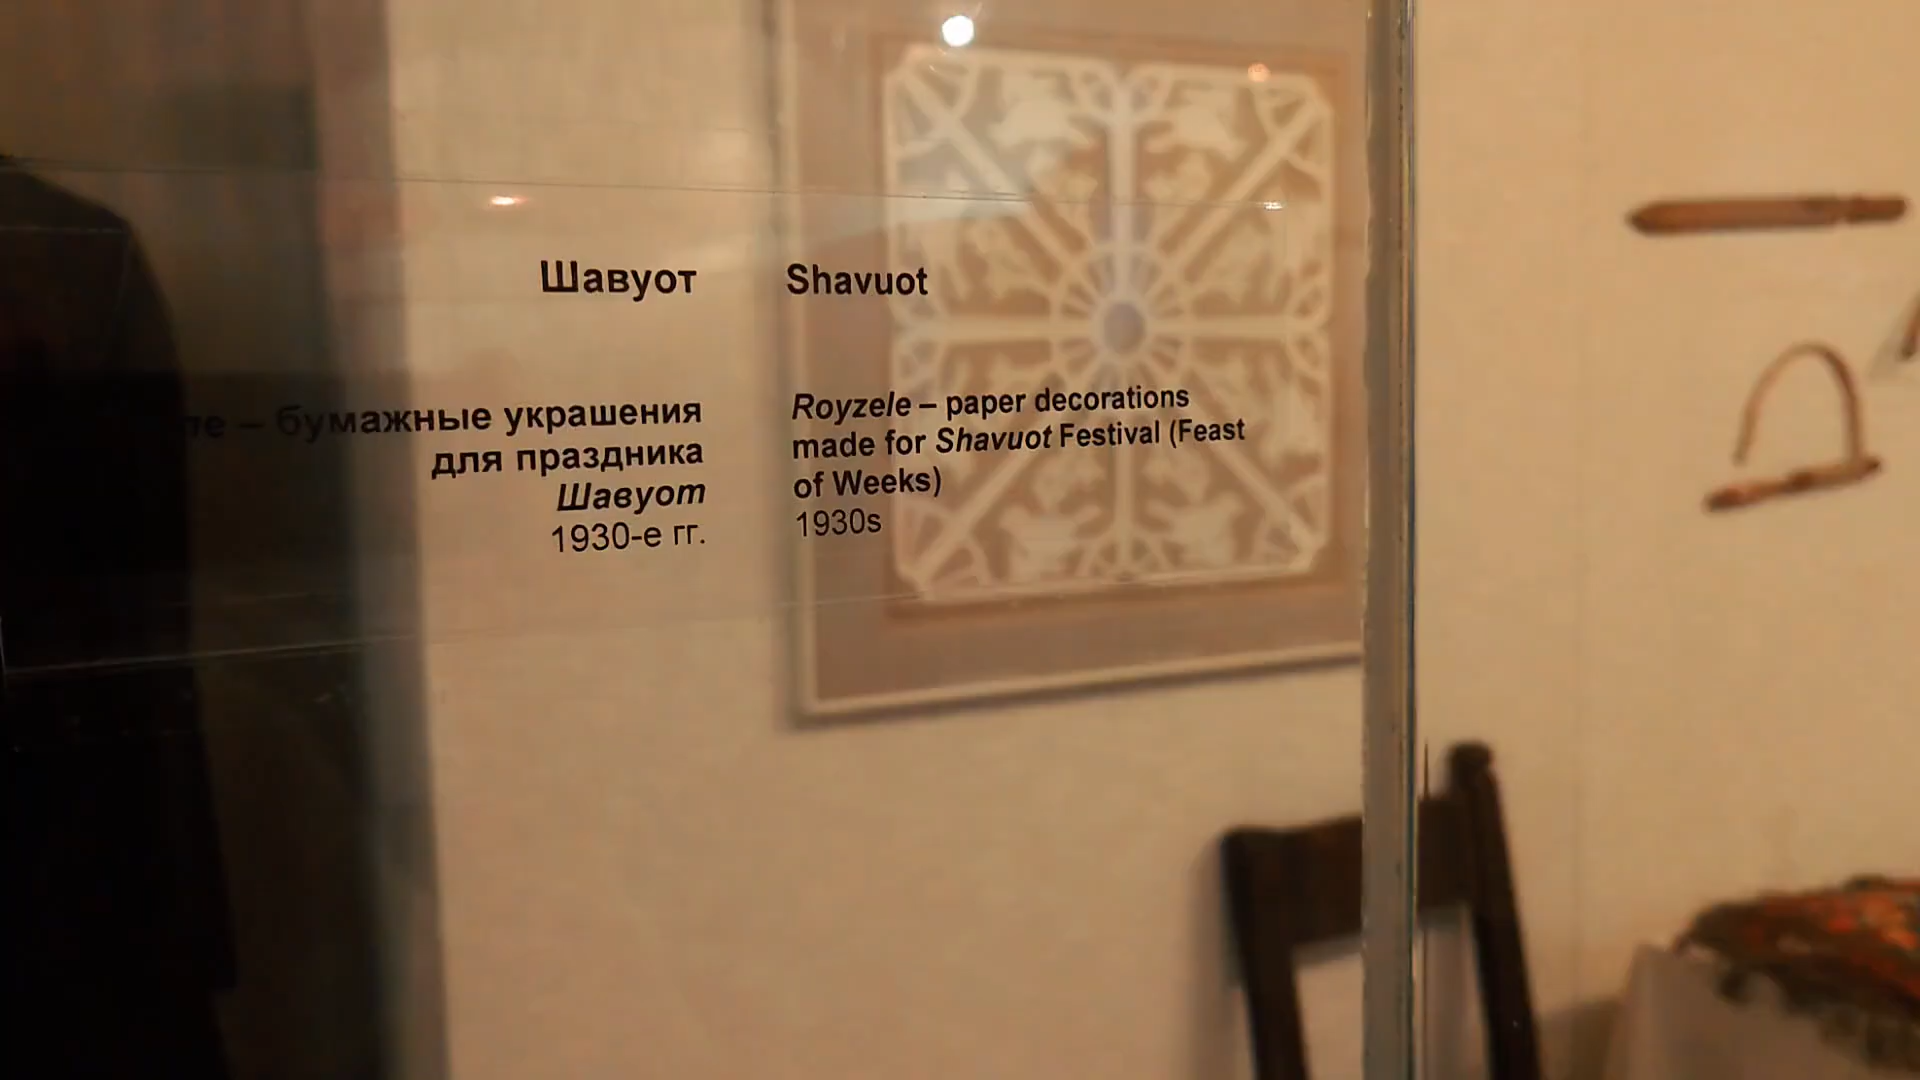 Шавуот
– бумажные украшения
для праздника
Шавуот
1930-е гг.
Shavuot
Royzele – paper decorations
made for Shavuot Festival (Feast
of Weeks)
1930s